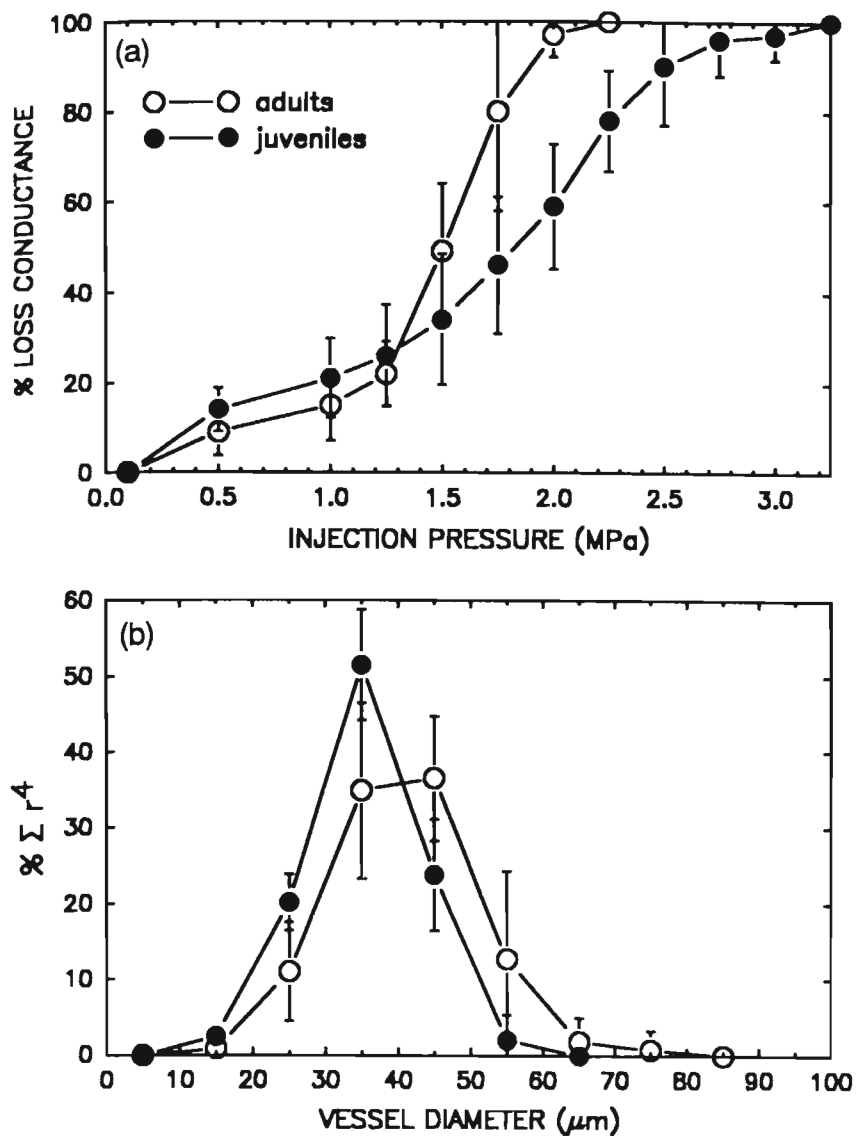 (a)
adults
juveniles
% LOSS CONDUCTANCE
100
80
60
40
20
0
0.0 0.5 1.0 1.5 2.0 2.5 3.0
INJECTION PRESSURE (MPa)
(b)
% Σ r⁴
60
50
40
30
20
10
0
0 10 20 30 40 50 60 70 80 90 100
VESSEL DIAMETER (μm)